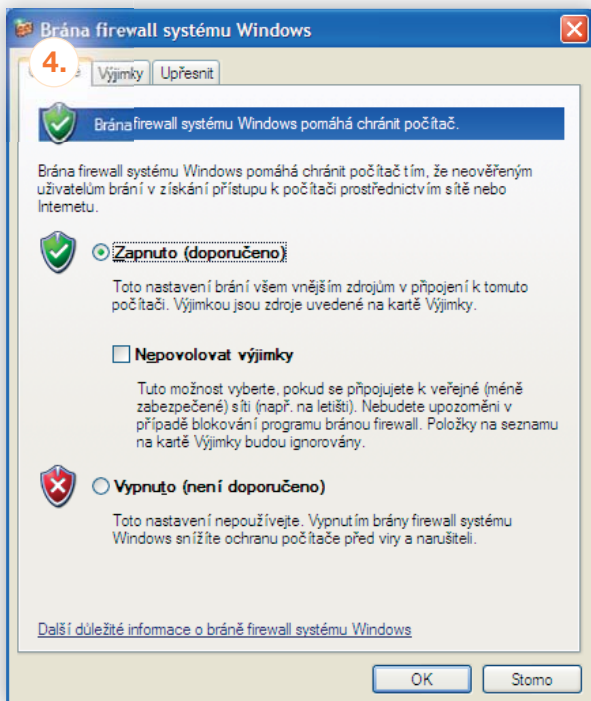 Brána firewall systému Windows
4.
Výjimky
Upřesnit
Brána firewall systému Windows pomáhá chránit počítač.
Brána firewall systému Windows pomáhá chránit počítač tím, že neověřeným
uživatelům brání v získání přístupu k počítači prostřednictvím sítě nebo
Internetu.
Zapnuto (doporučeno)
Toto nastavení brání všem vnějším zdrojům v připojení k tomuto
počítači. Výjimkou jsou zdroje uvedené na kartě Výjimky.
Nepovolovat výjimky
Tuto možnost vyberte, pokud se připojujete k veřejné (méně
zabezpečené) síti (např. na letišti). Nebudete upozorněni v
případě blokování programu bránou firewall. Položky na seznamu
na kartě Výjimky budou ignorovány.
Vypnuto (není doporučeno)
Toto nastavení nepoužívejte. Vypnutím brány firewall systému
Windows snížíte ochranu počítače před viry a narušiteli.
Další důležité informace o bráně firewall systému Windows
OK
Storno